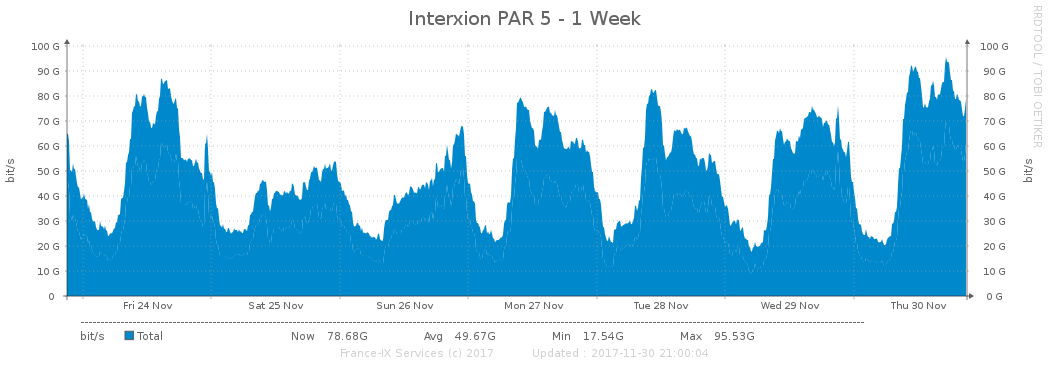 Interxion PAR 5 - 1 Week
RRDTOOL / TOBI OETIKER
bit/s
bit/s
100 G 100 G
90 G 90 G
80 G 80 G
70 G 70 G
60 G 60 G
50 G 50 G
40 G 40 G
30 G 30 G
20 G 20 G
10 G 10 G
0 0 G
Fri 24 Nov Sat 25 Nov Sun 26 Nov Mon 27 Nov Tue 28 Nov Wed 29 Nov Thu 30 Nov
bit/s Total Now 78.68G Avg 49.67G Min 17.54G Max 95.53G
France-IX Services (c) 2017 Updated : 2017-11-30 21:00:04